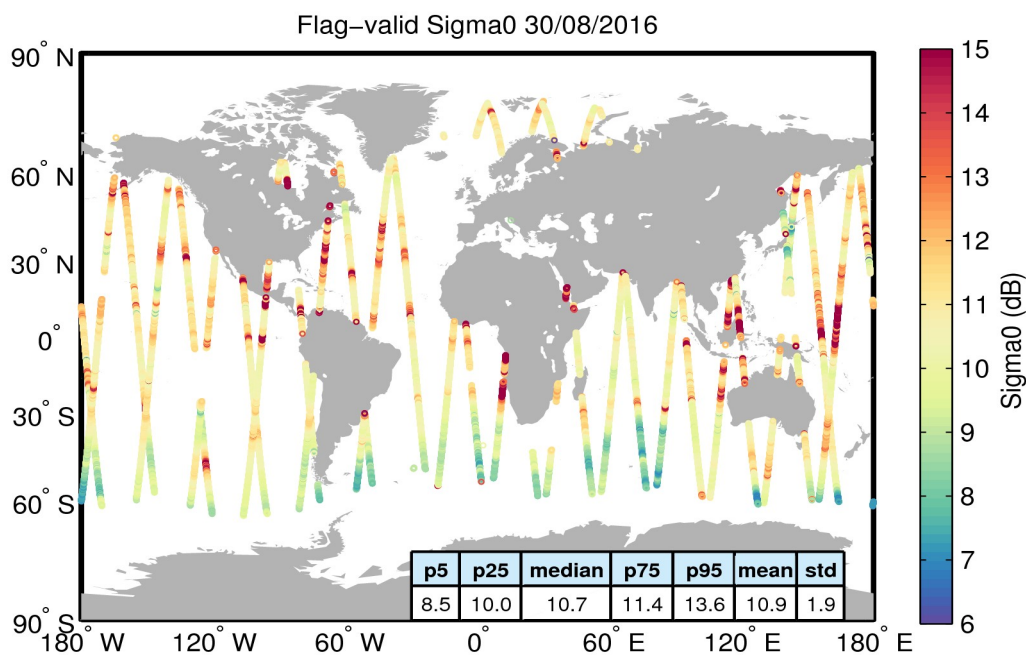 Flag-valid Sigma0 30/08/2016
90° N
60° N
30° N
0°
30° S
60° S
90° S
180° W
120° W
60° W
0°
60° E
120° E
180° E
15
14
13
12
11
10
9
8
7
6
Sigma0 (dB)
p5 p25 median p75 p95 mean std
8.5 10.0 10.7 11.4 13.6 10.9 1.9